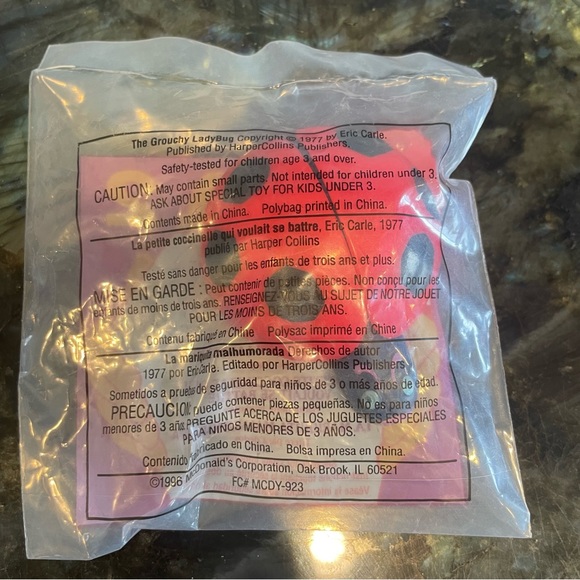 The Grouchy LadyBug Copyright © 1977 by Eric Carle.
Published by HarperCollins Publishers.
Safety-tested for children age 3 and over.
CAUTION: May contain small parts. Not intended for children under 3.
ASK ABOUT SPECIAL TOY FOR KIDS UNDER 3.
Contents made in China. Polybag printed in China.
La petite coccinelle qui voulait se battre, Eric Carle, 1977
publié par Harper Collins
Testé sans danger pour les enfants de trois ans et plus.
MISE EN GARDE : Peut contenir de petites pièces. Non conçu pour les
enfants de moins de trois ans. RENSEIGNEZ-VOUS AU SUJET DE NOTRE JOUET
POUR LES MOINS DE TROIS ANS.
Contenu fabriqué en Chine Polysac imprimé en Chine
La mariquita malhumorada Derechos de autor
1977 por Eric Carle. Editado por HarperCollins Publishers.
Sometidos a pruebas de seguridad para niños de 3 o más años de edad.
PRECAUCION: puede contener piezas pequeñas. No es para niños
menores de 3 años. PREGUNTE ACERCA DE LOS JUGUETES ESPECIALES
PARA NINOS MENORES DE 3 AÑOS.
Contenido fabricado en China. Bolsa impresa en China.
©1996 McDonald's Corporation, Oak Brook, IL 60521
FC# MCDY-923